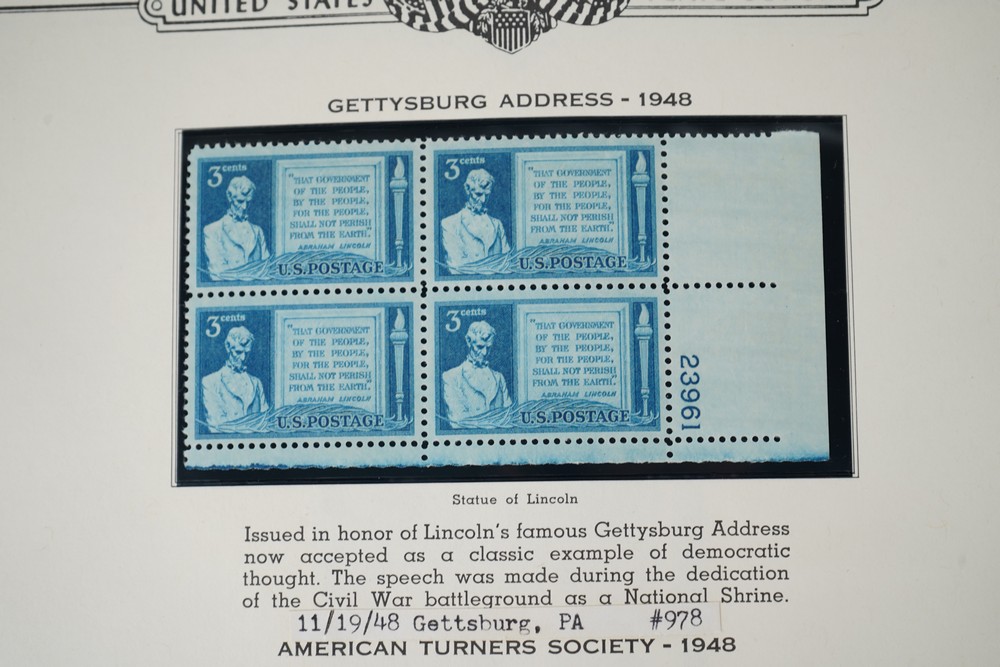 UNITED STATES
GETTYSBURG ADDRESS - 1948
3 cents
"THAT GOVERNMENT
OF THE PEOPLE,
BY THE PEOPLE,
FOR THE PEOPLE,
SHALL NOT PERISH
FROM THE EARTH."
ABRAHAM LINCOLN
U.S.POSTAGE
3 cents
"THAT GOVERNMENT
OF THE PEOPLE,
BY THE PEOPLE,
FOR THE PEOPLE,
SHALL NOT PERISH
FROM THE EARTH."
ABRAHAM LINCOLN
U.S.POSTAGE
3 cents
"THAT GOVERNMENT
OF THE PEOPLE,
BY THE PEOPLE,
FOR THE PEOPLE,
SHALL NOT PERISH
FROM THE EARTH."
ABRAHAM LINCOLN
U.S.POSTAGE
3 cents
"THAT GOVERNMENT
OF THE PEOPLE,
BY THE PEOPLE,
FOR THE PEOPLE,
SHALL NOT PERISH
FROM THE EARTH."
ABRAHAM LINCOLN
U.S.POSTAGE
23961
Statue of Lincoln
Issued in honor of Lincoln's famous Gettysburg Address
now accepted as a classic example of democratic
thought. The speech was made during the dedication
of the Civil War battleground as a National Shrine.
11/19/48 Gettsburg, PA #978
AMERICAN TURNERS SOCIETY - 1948